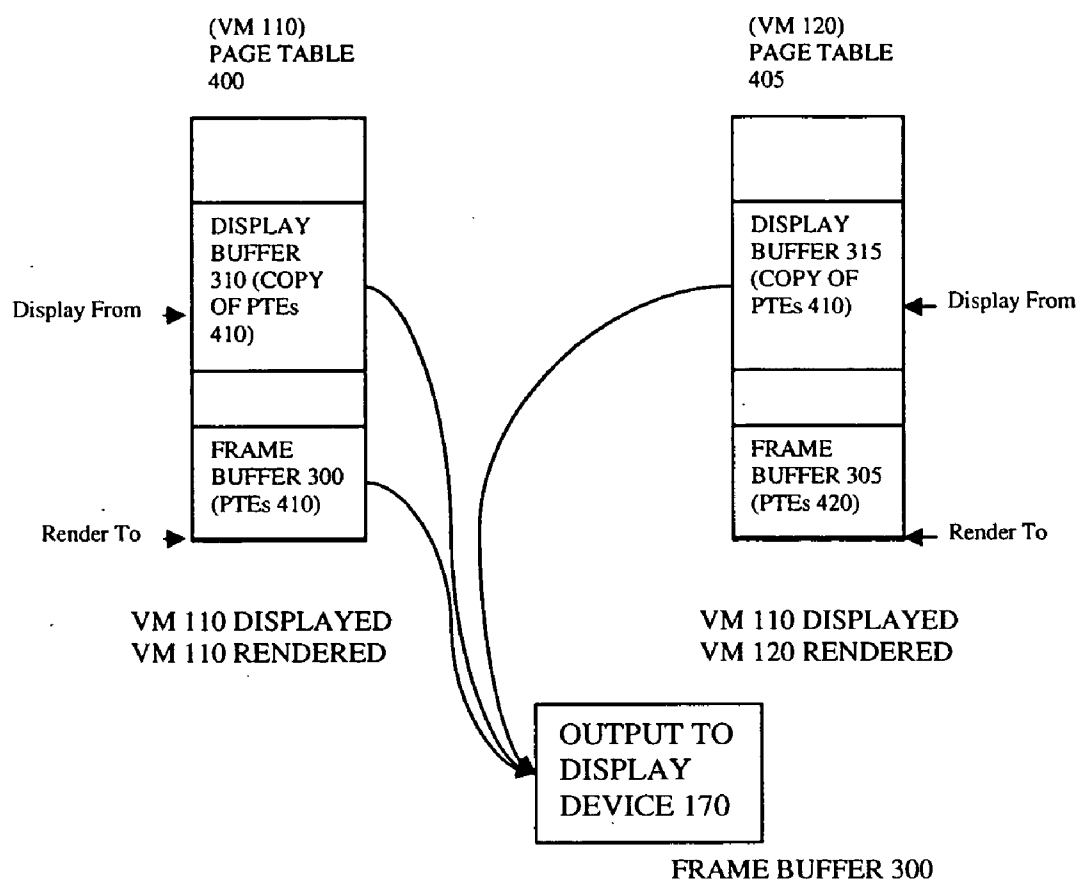 (VM 110)
PAGE TABLE
400
(VM 120)
PAGE TABLE
405
DISPLAY
BUFFER
310 (COPY
OF PTEs
410)
Display From
DISPLAY
BUFFER 315
(COPY OF
PTEs 410)
Display From
FRAME
BUFFER 300
(PTEs 410)
Render To
FRAME
BUFFER 305
(PTEs 420)
Render To
VM 110 DISPLAYED
VM 110 RENDERED
VM 110 DISPLAYED
VM 120 RENDERED
OUTPUT TO
DISPLAY
DEVICE 170
FRAME BUFFER 300